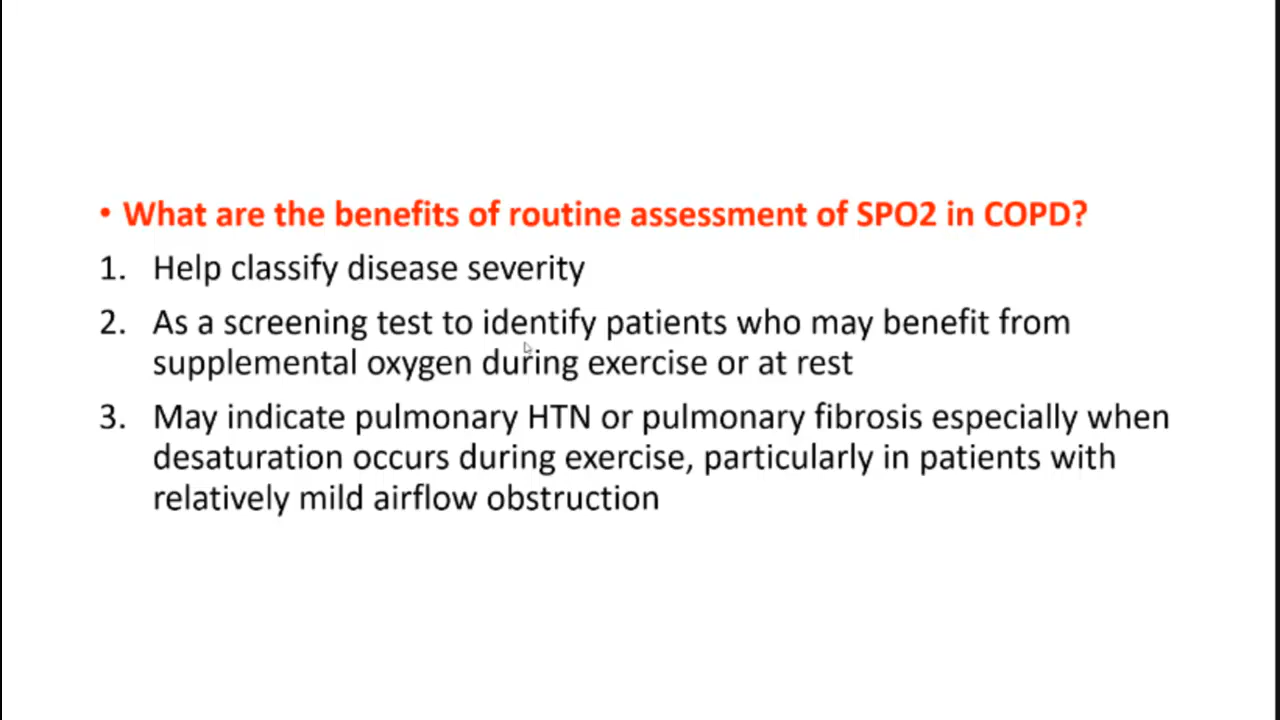 • What are the benefits of routine assessment of SPO2 in COPD?
1. Help classify disease severity
2. As a screening test to identify patients who may benefit from
supplemental oxygen during exercise or at rest
3. May indicate pulmonary HTN or pulmonary fibrosis especially when
desaturation occurs during exercise, particularly in patients with
relatively mild airflow obstruction